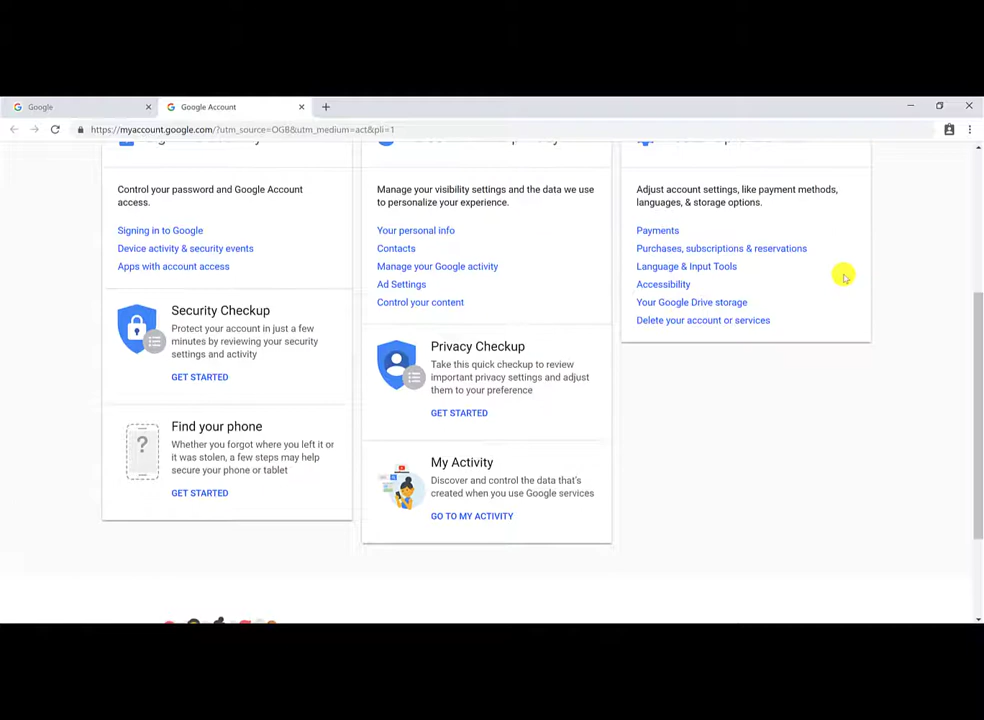 Google
Google Account
https://myaccount.google.com/?utm_source=OGB&utm_medium=act&pli=1
Control your password and Google Account
access.
Signing in to Google
Device activity & security events
Apps with account access
Security Checkup
Protect your account in just a few
minutes by reviewing your security
settings and activity
GET STARTED
Find your phone
Whether you forgot where you left it or
it was stolen, a few steps may help
secure your phone or tablet
GET STARTED
Manage your visibility settings and the data we use
to personalize your experience.
Your personal info
Contacts
Manage your Google activity
Ad Settings
Control your content
Privacy Checkup
Take this quick checkup to review
important privacy settings and adjust
them to your preference
GET STARTED
My Activity
Discover and control the data that's
created when you use Google services
GO TO MY ACTIVITY
Adjust account settings, like payment methods,
languages, & storage options.
Payments
Purchases, subscriptions & reservations
Language & Input Tools
Accessibility
Your Google Drive storage
Delete your account or services